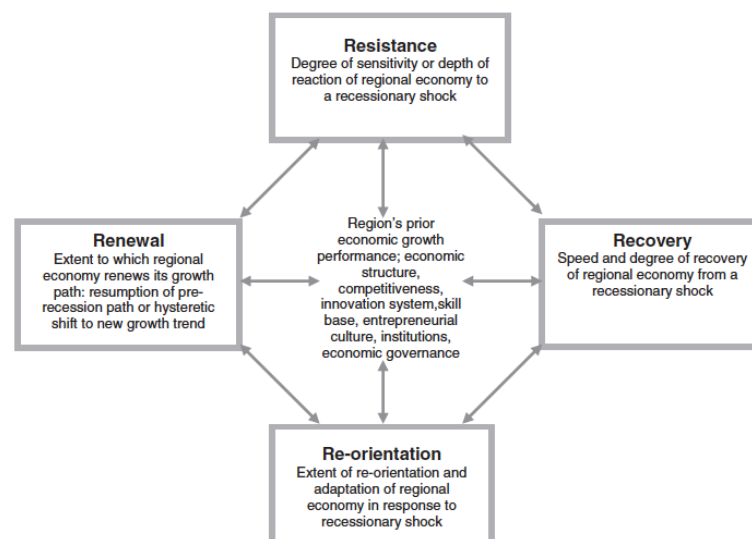 Resistance
Degree of sensitivity or depth of
reaction of regional economy to
a recessionary shock
Renewal
Extent to which regional
economy renews its growth
path: resumption of pre-
recession path or hysteretic
shift to new growth trend
Region's prior
economic growth
performance; economic
structure,
competitiveness,
innovation system,skill
base, entrepreneurial
culture, institutions,
economic governance
Recovery
Speed and degree of recovery
of regional economy from a
recessionary shock
Re-orientation
Extent of re-orientation and
adaptation of regional
economy in response to
recessionary shock